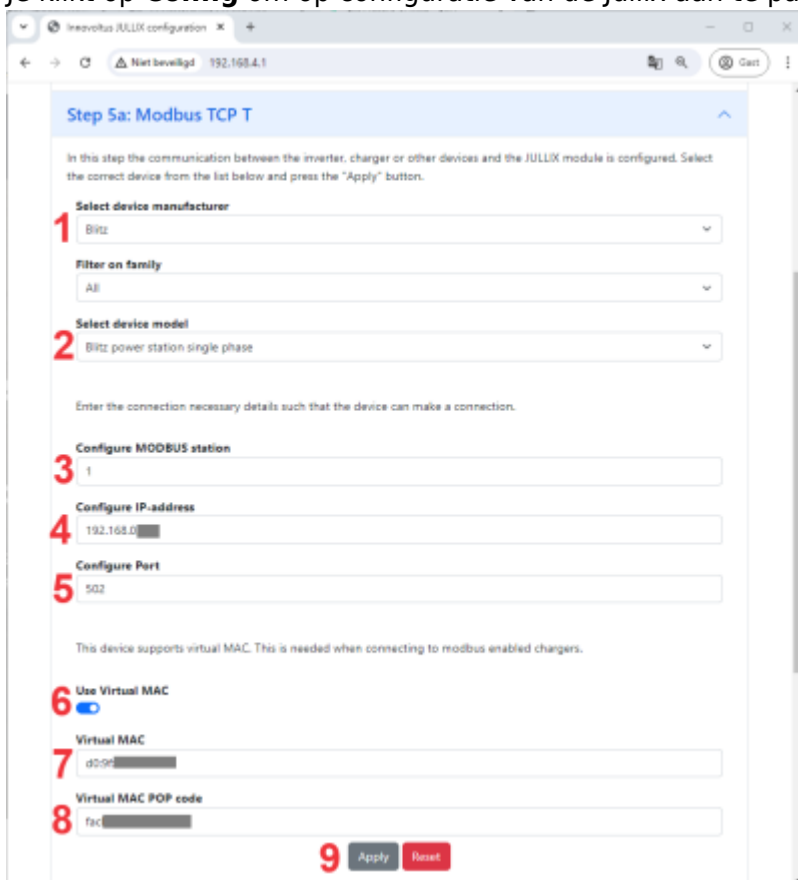 Je klikt op Config om op configuratie van de jullix aan te pa
Innovoltus JULLIX configuration
Niet beveiligd 192.168.4.1
Gast
Step 5a: Modbus TCP T
In this step the communication between the inverter, charger or other devices and the JULLIX module is configured. Select
the correct device from the list below and press the "Apply" button.
Select device manufacturer
1 Blitz
Filter on family
All
Select device model
2 Blitz power station single phase
Enter the connection necessary details such that the device can make a connection.
Configure MODBUS station
3 1
Configure IP-address
4 192.168.0
Configure Port
5 502
This device supports virtual MAC. This is needed when connecting to modbus enabled chargers.
Use Virtual MAC
6
Virtual MAC
7 d0:9f
Virtual MAC POP code
8 fac
9 Apply Reset